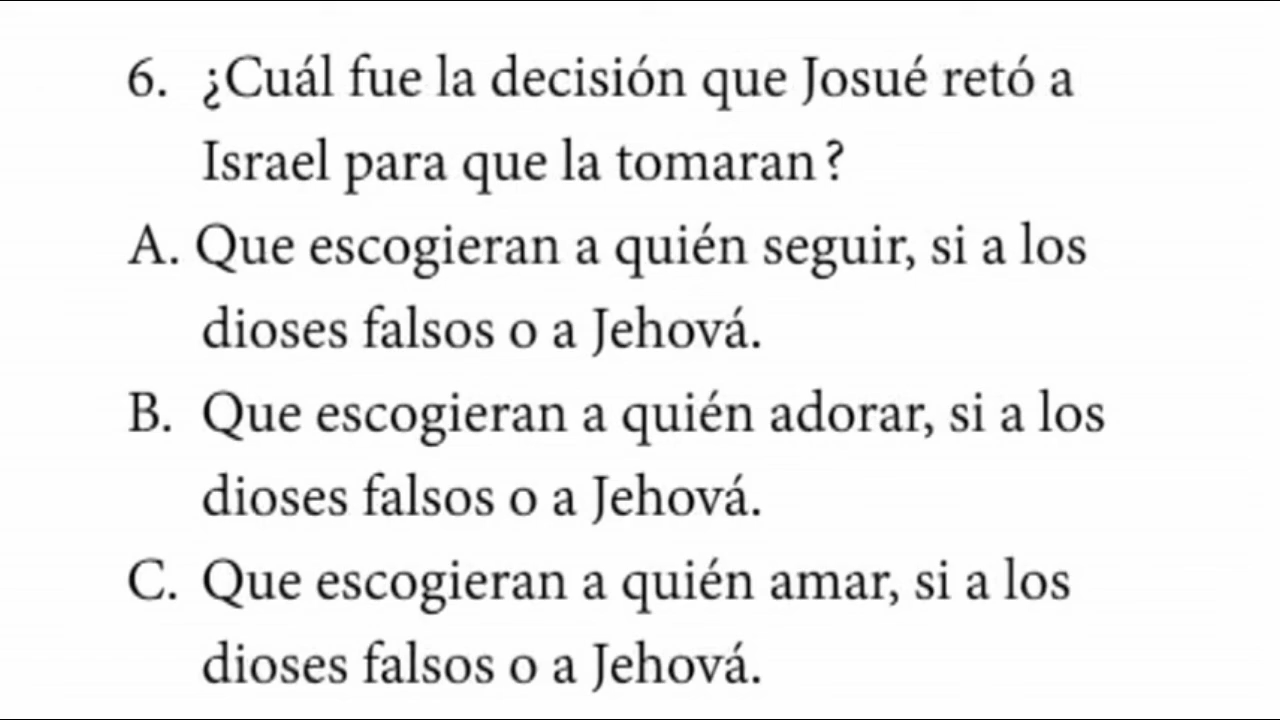 6. ¿Cuál fue la decisión que Josué retó a
Israel para que la tomaran?
A. Que escogieran a quién seguir, si a los
dioses falsos o a Jehová.
B. Que escogieran a quién adorar, si a los
dioses falsos o a Jehová.
C. Que escogieran a quién amar, si a los
dioses falsos o a Jehová.